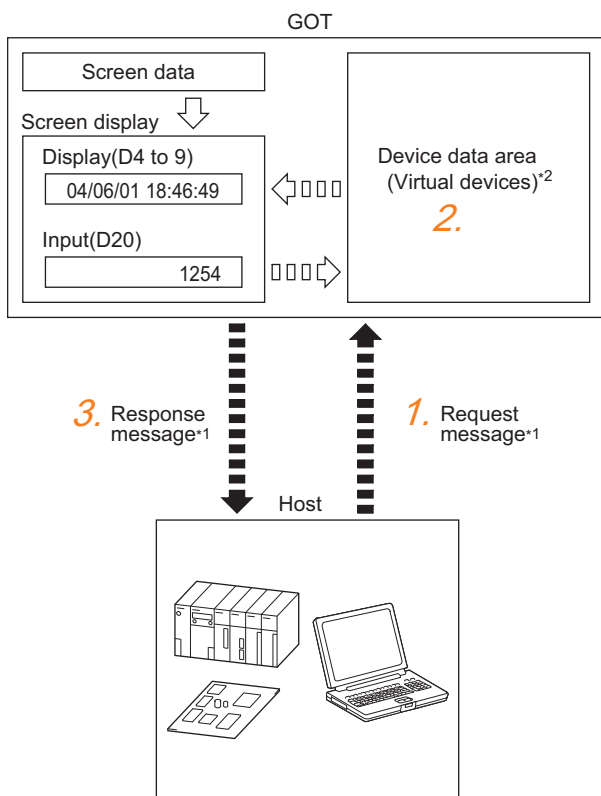 GOT
Screen data
Screen display
Display(D4 to 9)
04/06/01 18:46:49
Input(D20)
1254
Device data area
(Virtual devices)*2
2.
3. Response
message*1
1. Request
message*1
Host